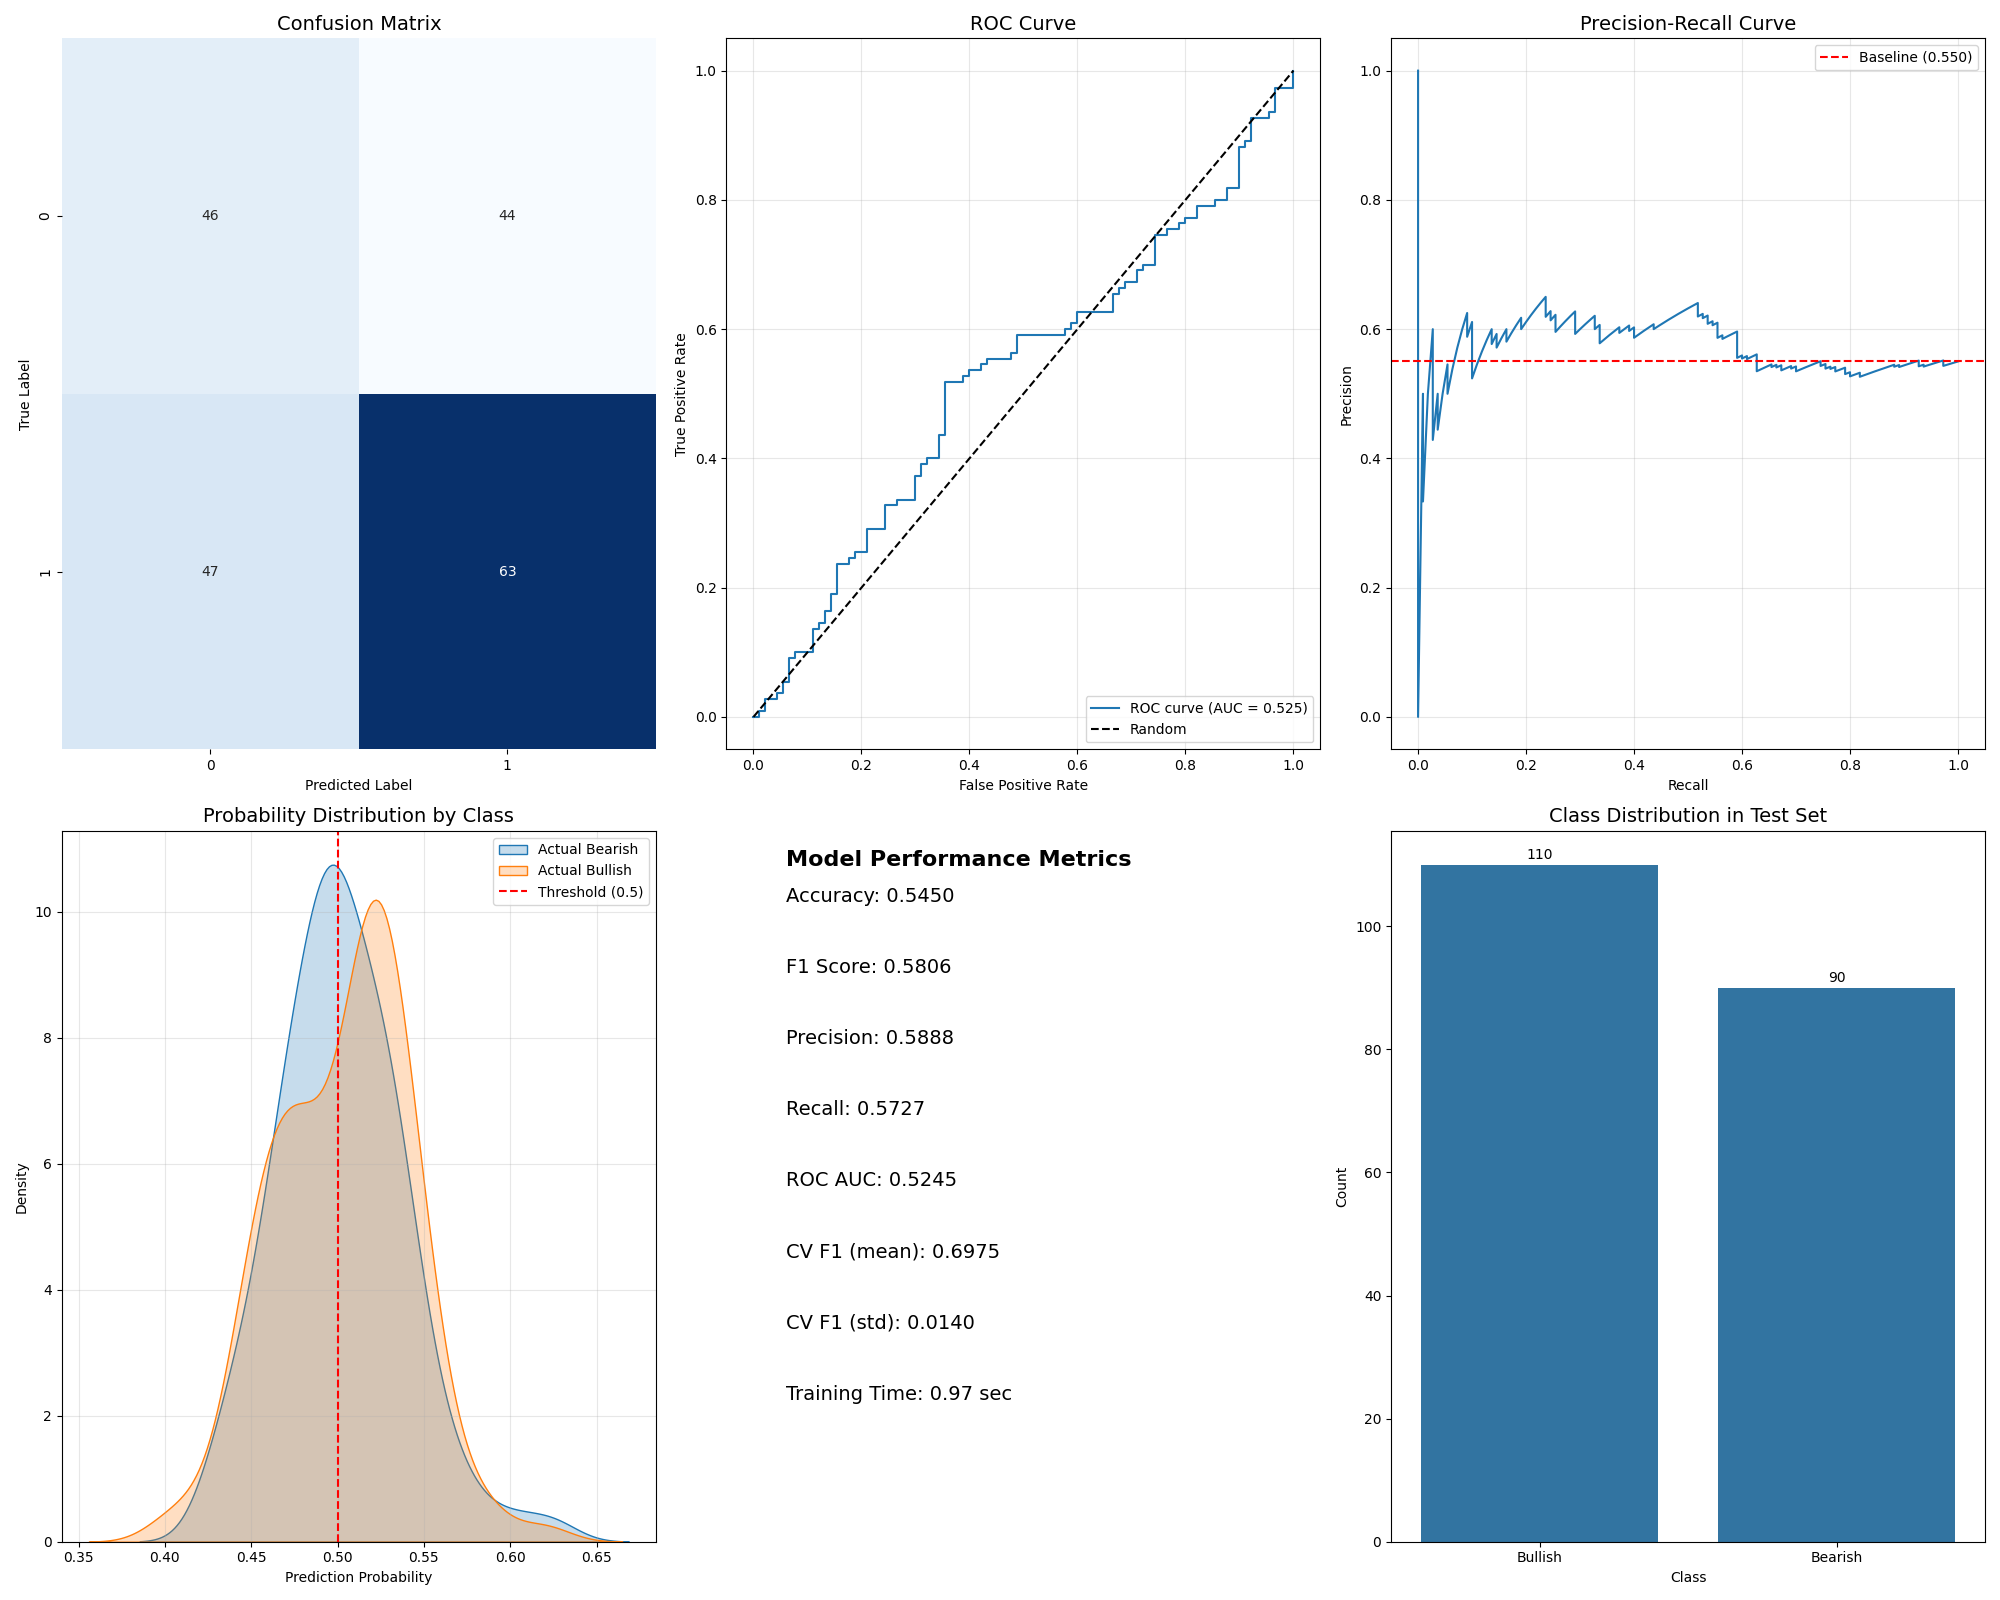 Confusion Matrix
True Label
0
1
46
44
47
63
0
1
Predicted Label
ROC Curve
True Positive Rate
1.0
0.8
0.6
0.4
0.2
0.0
0.0
0.2
0.4
0.6
0.8
1.0
False Positive Rate
ROC curve (AUC = 0.525)
Random
Precision-Recall Curve
Precision
1.0
0.8
0.6
0.4
0.2
0.0
0.0
0.2
0.4
0.6
0.8
1.0
Recall
Baseline (0.550)
Probability Distribution by Class
Density
10
8
6
4
2
0
0.35
0.40
0.45
0.50
0.55
0.60
0.65
Prediction Probability
Actual Bearish
Actual Bullish
Threshold (0.5)
Model Performance Metrics
Accuracy: 0.5450
F1 Score: 0.5806
Precision: 0.5888
Recall: 0.5727
ROC AUC: 0.5245
CV F1 (mean): 0.6975
CV F1 (std): 0.0140
Training Time: 0.97 sec
Class Distribution in Test Set
Count
100
80
60
40
20
0
110
90
Bullish
Bearish
Class